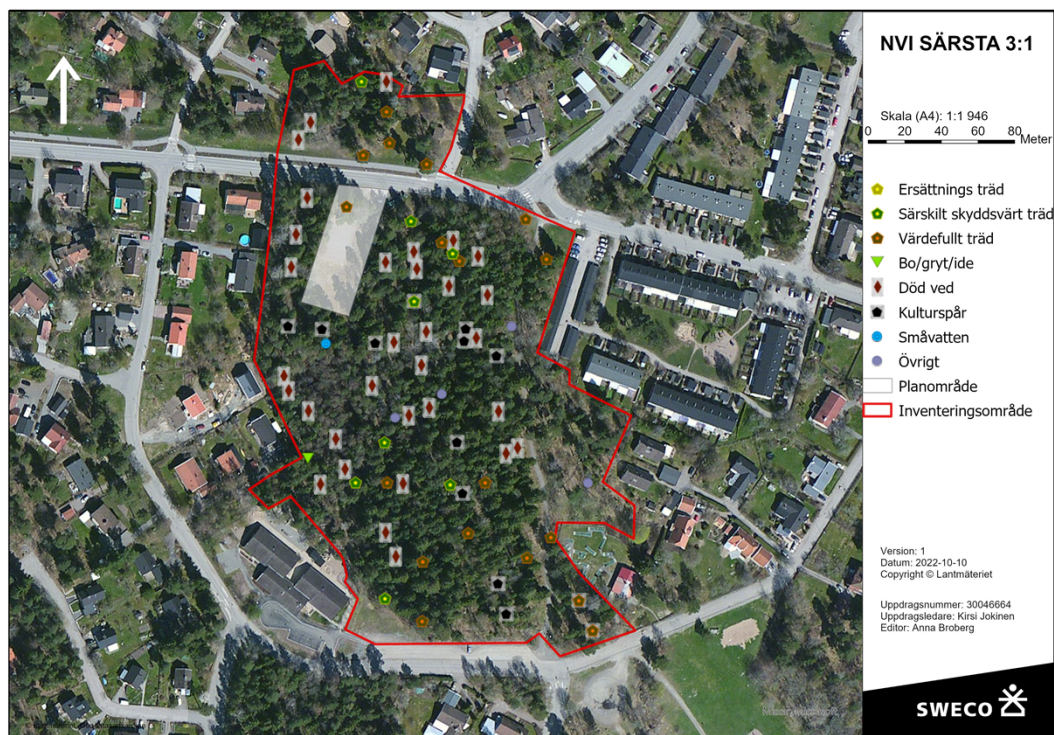 NVI SÄRSTA 3:1
Skala (A4): 1:1 946
0 20 40 60 80
Meter
Ersättnings träd
Särskilt skyddsvärt träd
Värdefullt träd
Bo/gryt/ide
Död ved
Kulturspår
Småvatten
Övrigt
Planområde
Inventeringsområde
Version: 1
Datum: 2022-10-10
Copyright © Lantmäteriet
Uppdragsnummer: 30046664
Uppdragsledare: Kirsi Jokinen
Editor: Anna Broberg
SWECO